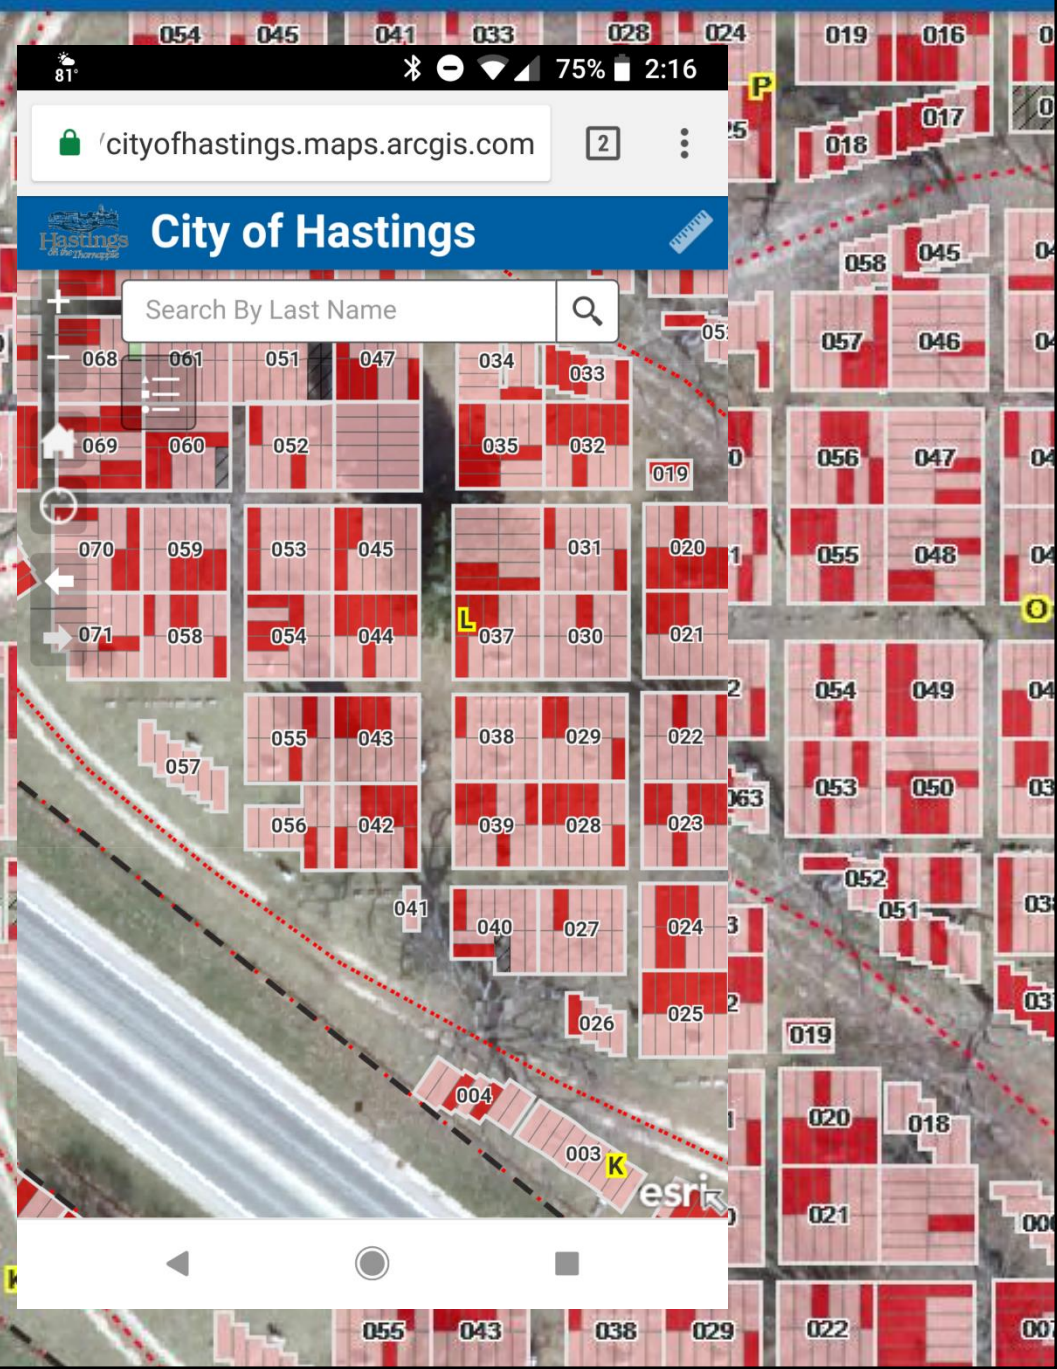 054 045 041 033 028 024 019 016
81° 75% 2:16
P
017
018
/cityofhastings.maps.arcgis.com 2
Hastings
on the Thornapple
City of Hastings
045
058
Search By Last Name
057 046
068 061 051 047 034 033
069 060 052 035 032
019
056 047
070 059 053 045 031 020
055 048
O
L
071 058 054 044 037 030 021
054 049
055 043 038 029 022
057
053 050
063
056 042 039 028 023
052
051
041
040 027 024
026 025
019
004
020 018
003
K
esri
021
055 043 038 029 022